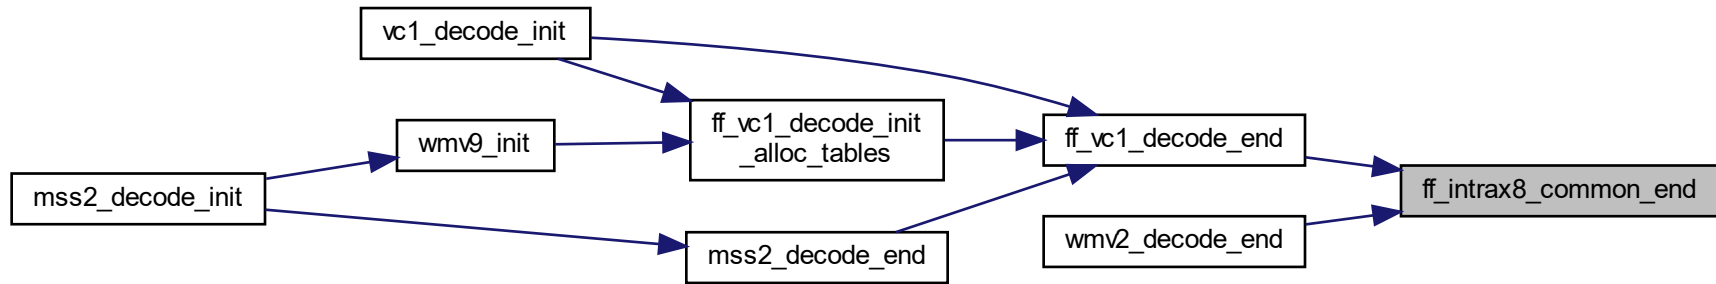 vc1_decode_init
ff_vc1_decode_init
_alloc_tables
wmv9_init
ff_vc1_decode_end
mss2_decode_init
ff_intrax8_common_end
wmv2_decode_end
mss2_decode_end